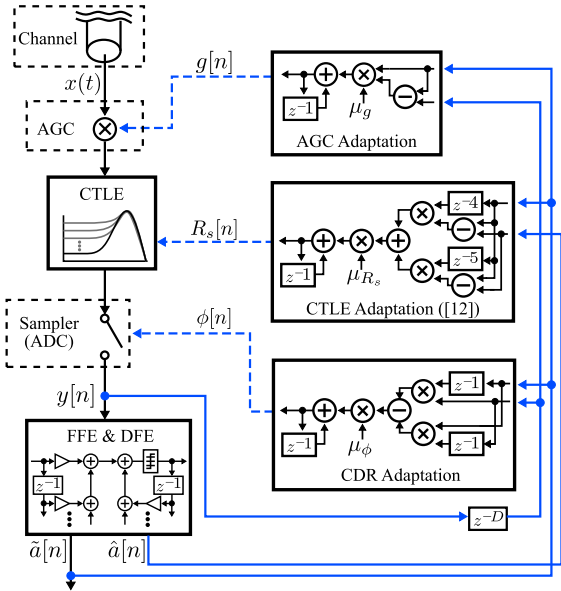 Channel
x(t)
AGC
CTLE
Sampler
(ADC)
y[n]
FFE & DFE
z⁻¹
z⁻¹
ã[n]
â[n]
g[n]
z⁻¹
μ_g
AGC Adaptation
R_s[n]
z⁻⁴
z⁻⁵
z⁻¹
μ_{R_s}
CTLE Adaptation ([12])
ϕ[n]
z⁻¹
z⁻¹
z⁻¹
μ_ϕ
CDR Adaptation
z⁻ᴰ